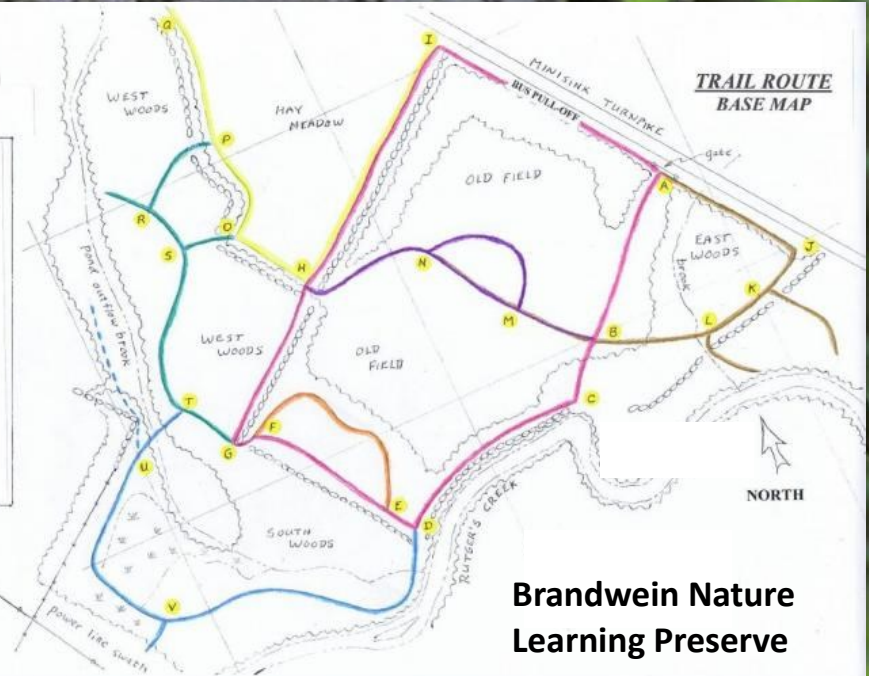 TRAIL ROUTE
BASE MAP
MINISINK TURNPIKE
BUS PULL-OFF
gate
Q
I
WEST
WOODS
HAY
MEADOW
P
OLD FIELD
A
R
O
EAST
WOODS
J
S
H
N
brook
K
pond outflow brook
M
B
L
WEST
WOODS
OLD
FIELD
T
C
F
G
U
E
D
NORTH
SOUTH
WOODS
RUTGER'S CREEK
V
power line swath
Brandwein Nature
Learning Preserve